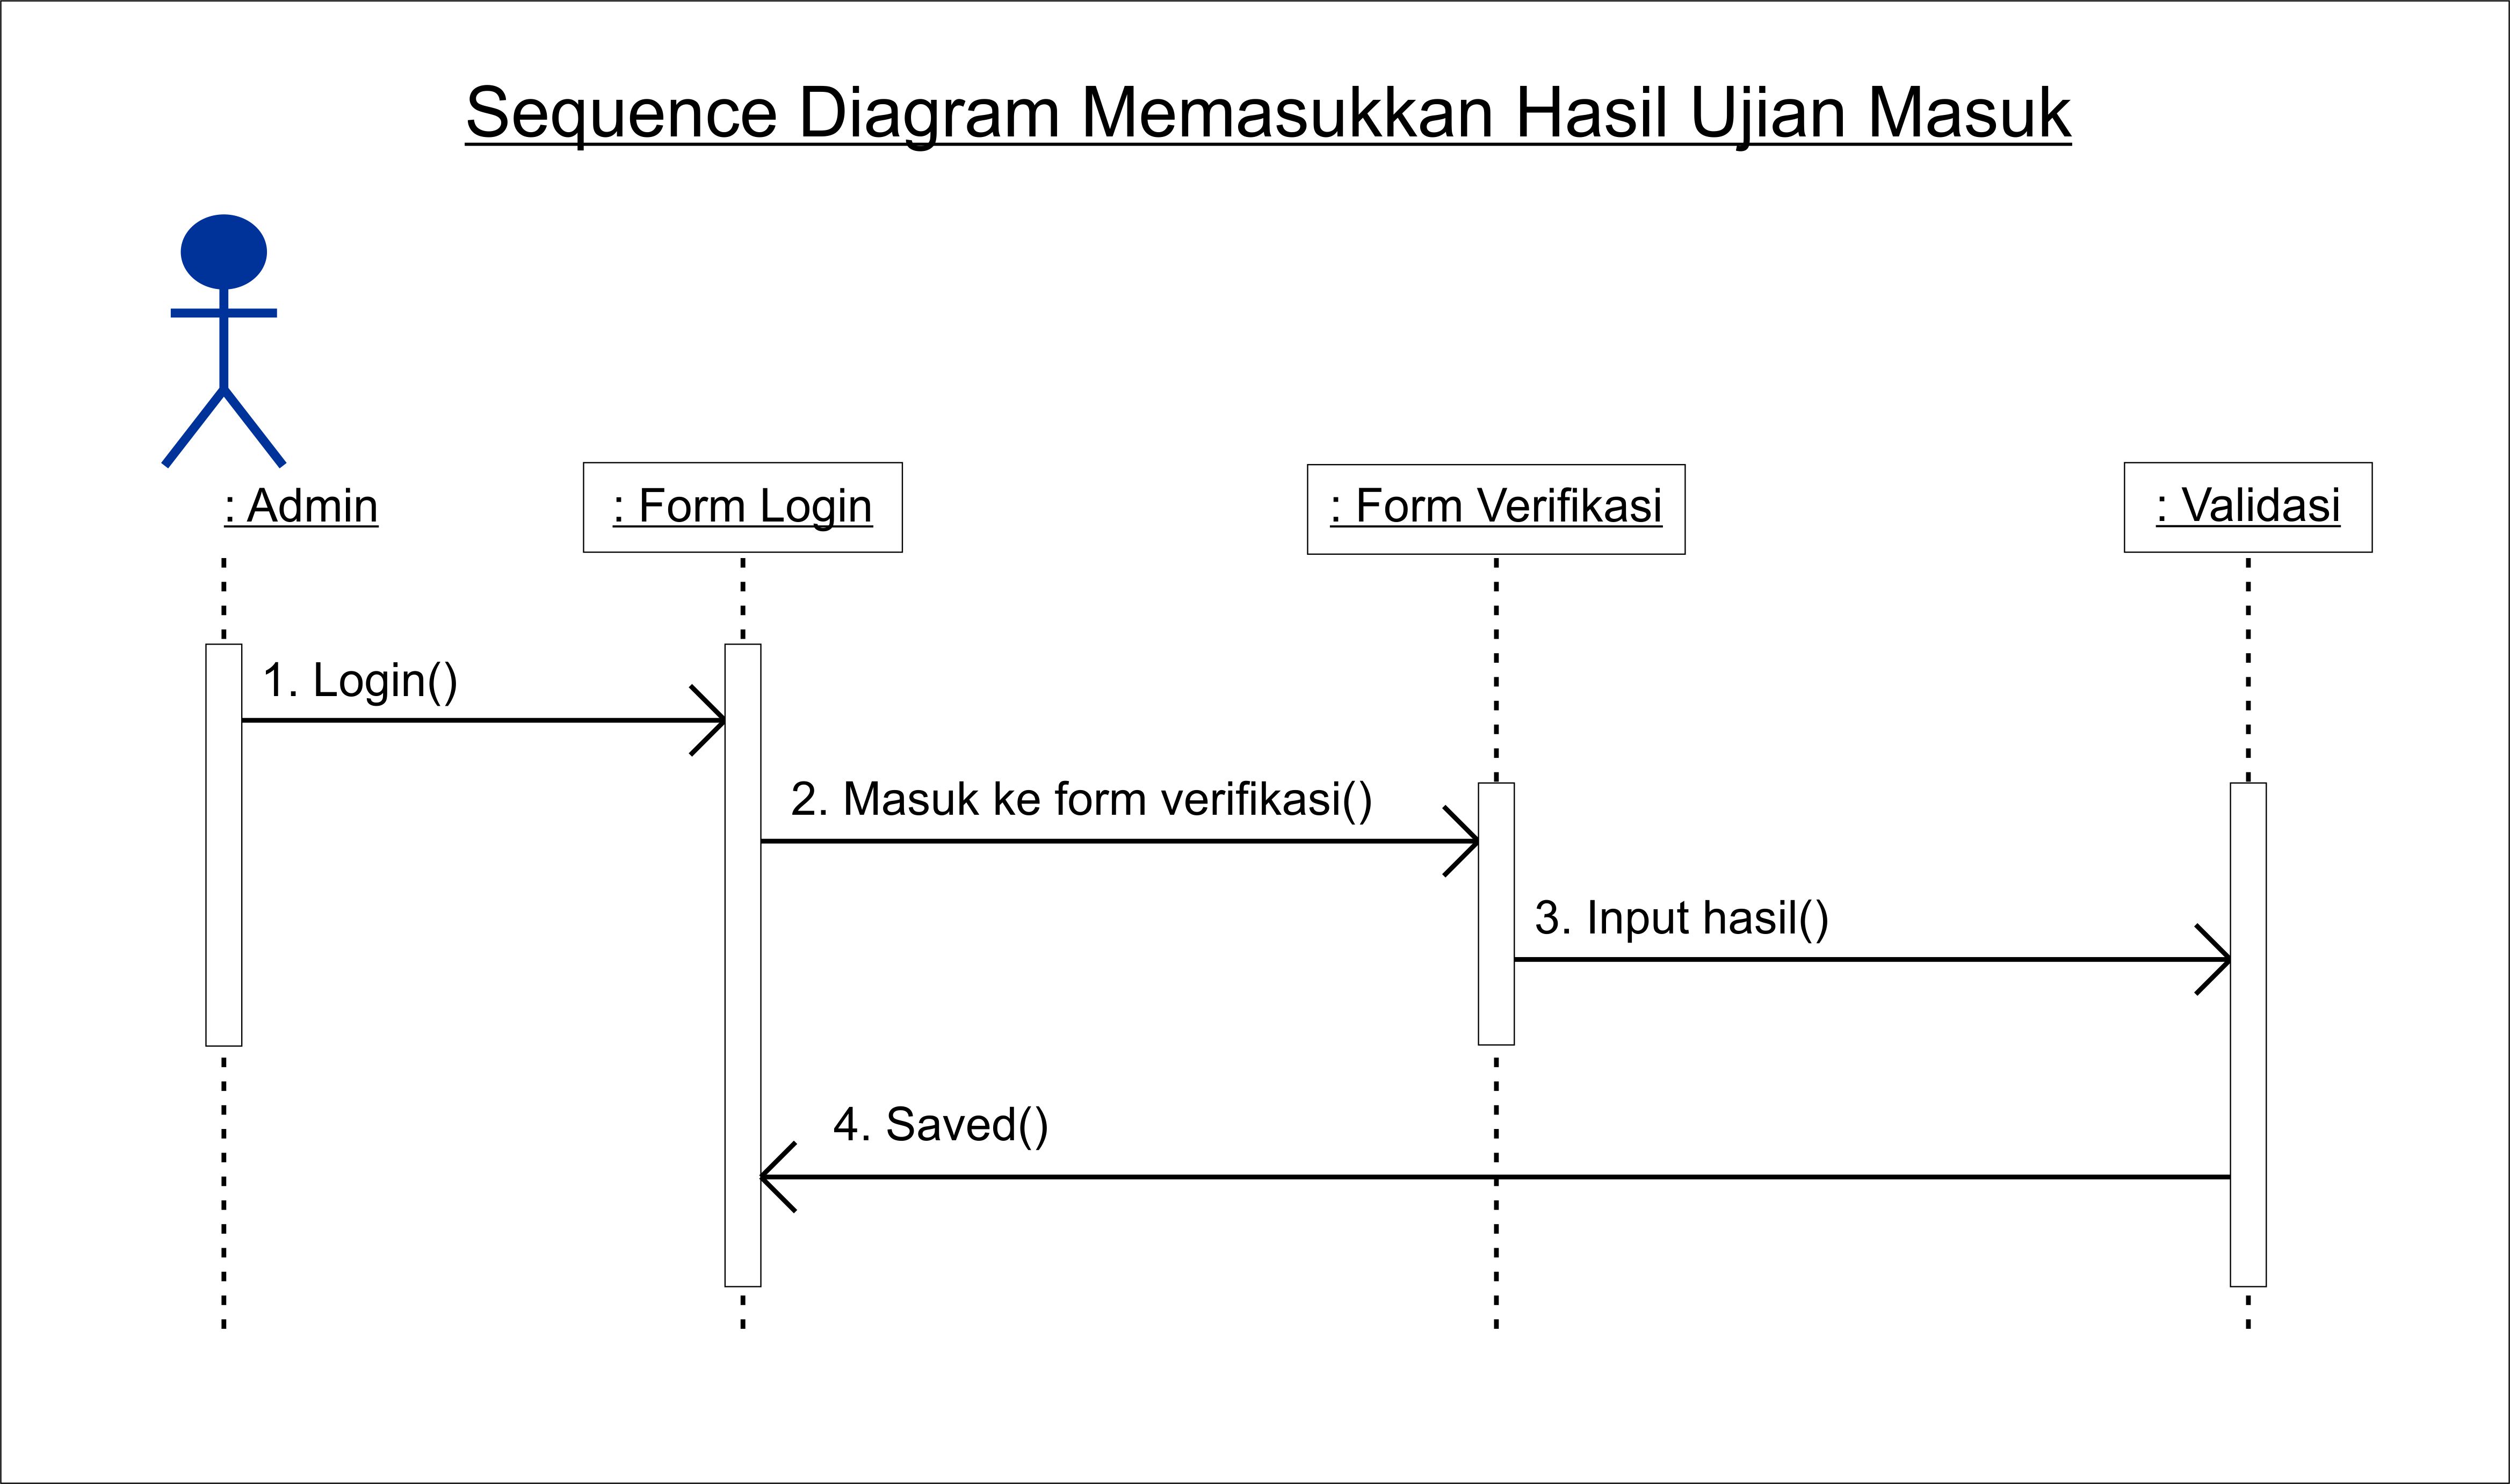 Sequence Diagram Memasukkan Hasil Ujian Masuk
: Admin
: Form Login
: Form Verifikasi
: Validasi
1. Login()
2. Masuk ke form verifikasi()
3. Input hasil()
4. Saved()